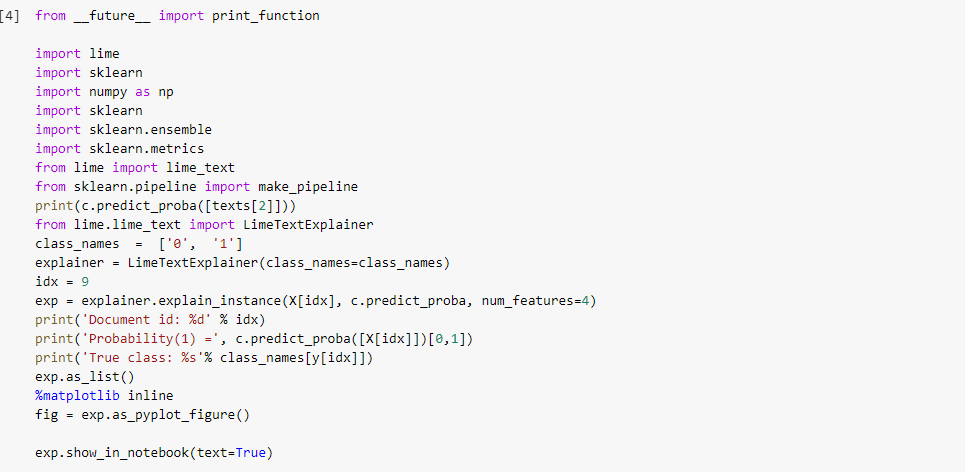 [4] from __future__ import print_function
import lime
import sklearn
import numpy as np
import sklearn
import sklearn.ensemble
import sklearn.metrics
from lime import lime_text
from sklearn.pipeline import make_pipeline
print(c.predict_proba([texts[2]]))
from lime.lime_text import LimeTextExplainer
class_names  =  ['0',  '1']
explainer = LimeTextExplainer(class_names=class_names)
idx = 9
exp = explainer.explain_instance(X[idx], c.predict_proba, num_features=4)
print('Document id: %d' % idx)
print('Probability(1) =', c.predict_proba([X[idx]])[0,1])
print('True class: %s'% class_names[y[idx]])
exp.as_list()
%matplotlib inline
fig = exp.as_pyplot_figure()
exp.show_in_notebook(text=True)